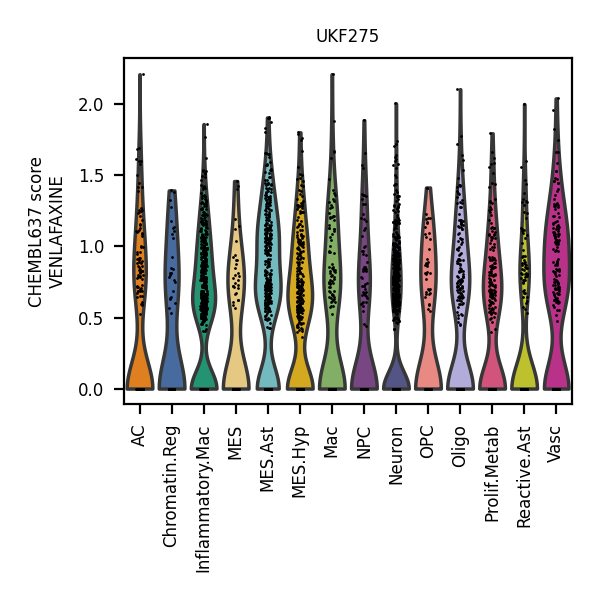 UKF275
CHEMBL637 score
VENLAFAXINE
2.0
1.5
1.0
0.5
0.0
AC
Chromatin.Reg
Inflammatory.Mac
MES
MES.Ast
MES.Hyp
Mac
NPC
Neuron
OPC
Oligo
Prolif.Metab
Reactive.Ast
Vasc